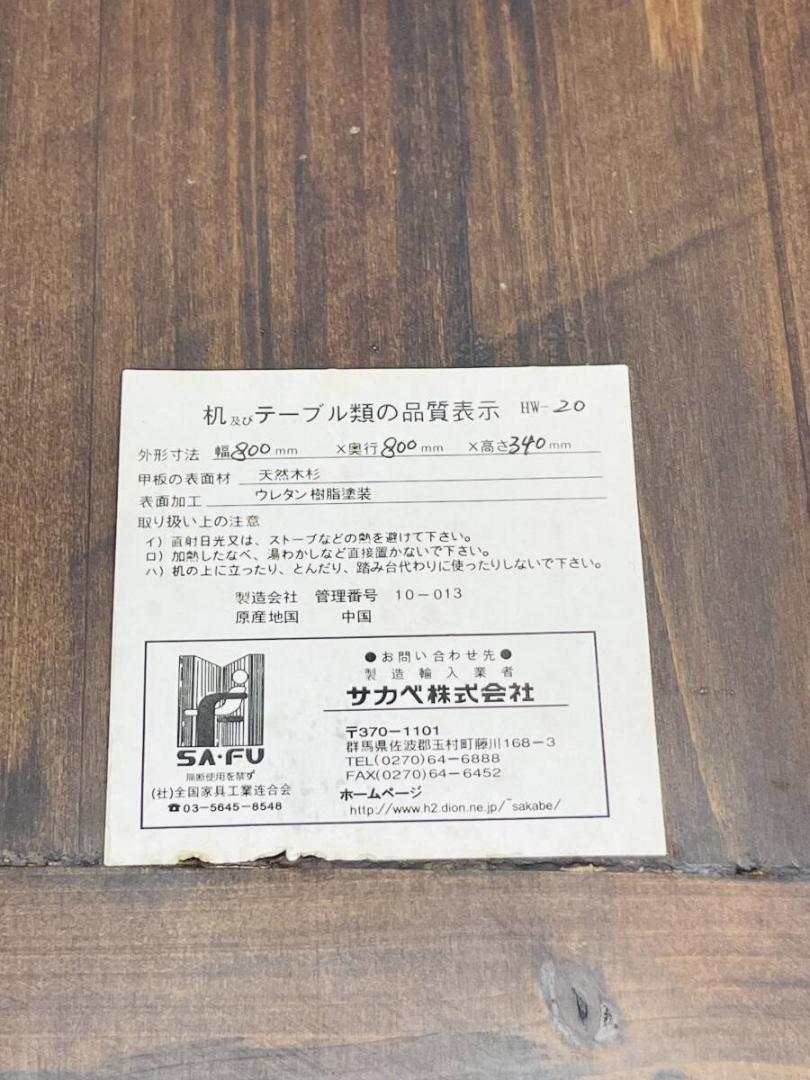 机及びテーブル類の品質表示 HW-20
外形寸法 幅800mm ×奥行800mm ×高さ340mm
甲板の表面材 天然木杉
表面加工 ウレタン樹脂塗装
取り扱い上の注意
イ）直射日光又は、ストーブなどの熱を避けて下さい。
ロ）加熱したなべ、湯わかしなど直接置かないで下さい。
ハ）机の上に立ったり、とんだり、踏み台代わりに使ったりしないで下さい。
製造会社 管理番号 10-013
原産地国 中国
SA・FU
無断使用を禁ず
(社)全国家具工業連合会
☎03-5645-8548
●お問い合わせ先●
製造輸入業者
サカベ株式会社
〒370-1101
群馬県佐波郡玉村町藤川168-3
TEL(0270)64-6888
FAX(0270)64-6452
ホームページ
http://www.h2.dion.ne.jp/~sakabe/